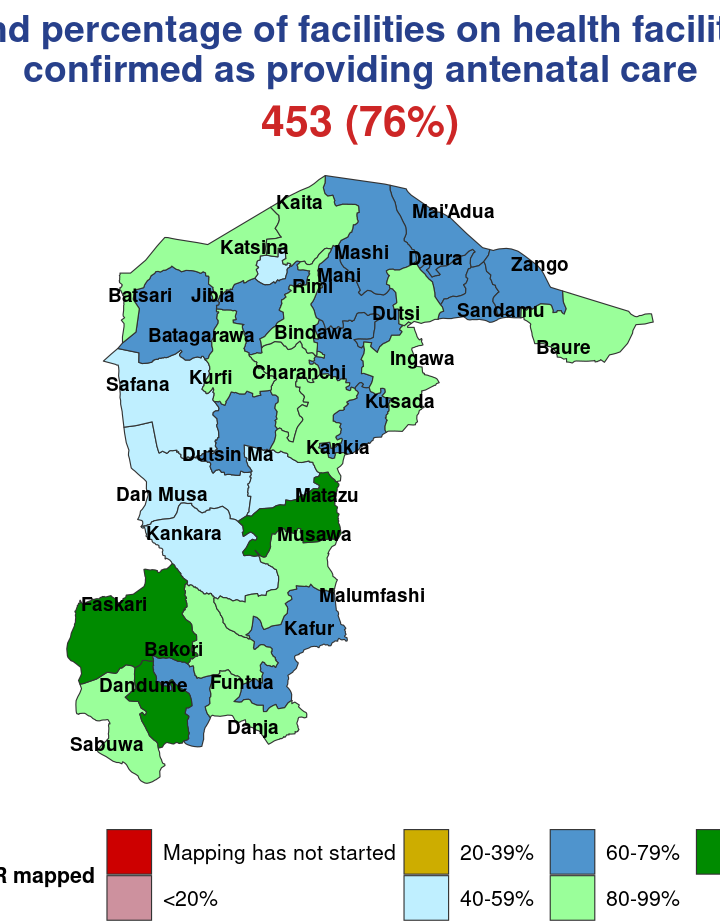 percentage of facilities on health
confirmed as providing antenatal care
453 (76%)
Kaita
Mai'Adua
Katsina
Mashi
Daura
Zango
Mani
Rimi
Batsari
Jibia
Dutsi
Sandamu
Batagarawa
Bindawa
Baure
Ingawa
Safana
Kurfi
Charanchi
Kusada
Kankia
Dutsin Ma
Dan Musa
Matazu
Kankara
Musawa
Malumfashi
Faskari
Kafur
Bakori
Dandume
Funtua
Danja
Sabuwa
Mapping has not started
20-39%
60-79%
R mapped
<20%
40-59%
80-99%